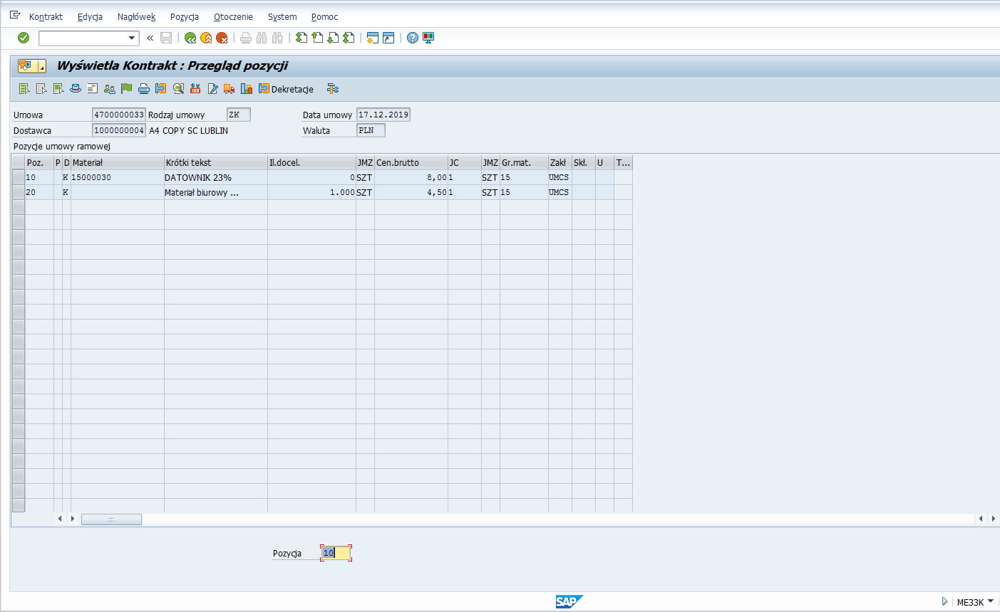 Kontrakt Edycja Nagłówek Pozycja Otoczenie System Pomoc
Wyświetla Kontrakt : Przegląd pozycji
Dekretacje
Umowa 4700000033 Rodzaj umowy ZK Data umowy 17.12.2019
Dostawca 1000000004 A4 COPY SC LUBLIN Waluta PLN
Pozycje umowy ramowej
Poz. P D Materiał Krótki tekst Il.docel. JMZ Cen.brutto JC JMZ Gr.mat. Zakł Skł. U T...
10 K 15000030 DATOWNIK 23% 0 SZT 8,00 1 SZT 15 UMCS
20 K Materiał biurowy ... 1.000 SZT 4,50 1 SZT 15 UMCS
Pozycja 10
SAP ME33K